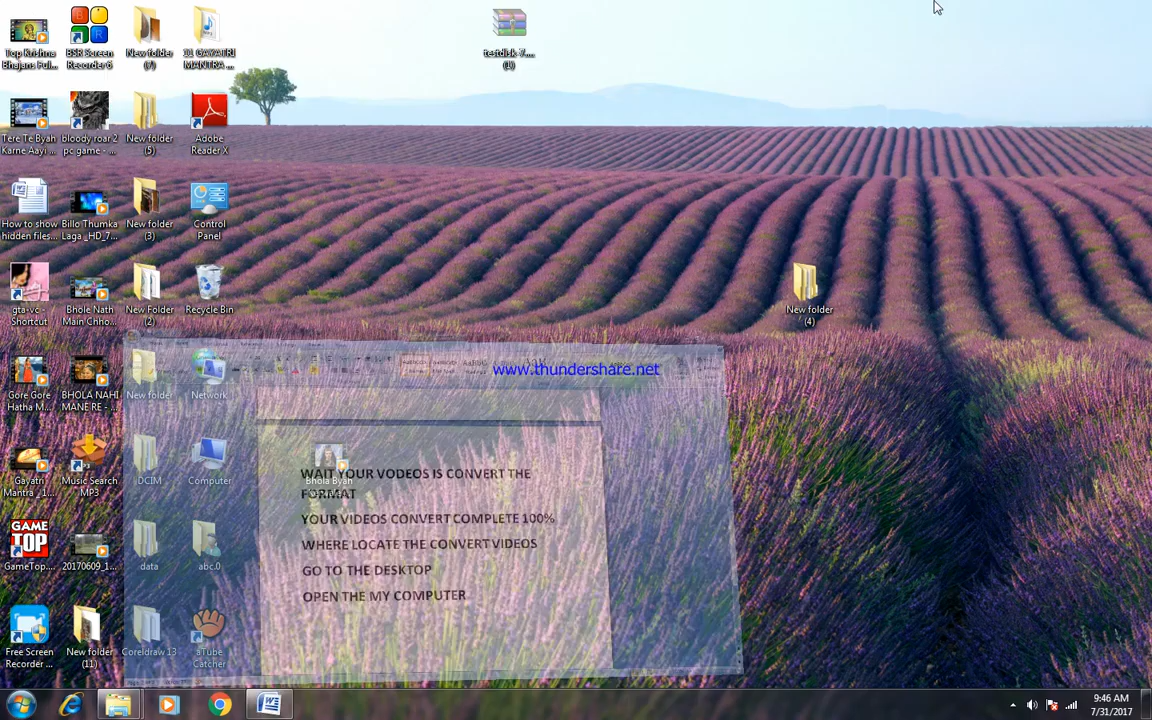 Top Krishna
Bhajans Ful...
BSR Screen
Recorder 6
New folder
(7)
11 GAYATRI
MANTRA ...
testdisk-7....
(1)
Tere Te Byah
Karne Aayi ...
bloody roar 2
pc game - ...
New folder
(5)
Adobe
Reader X
How to show
hidden files...
Billo Thumka
Laga _HD_7...
New folder
(3)
Control
Panel
gta-vc -
Shortcut
Bhole Nath
Main Chho...
New Folder
(2)
Recycle Bin
New folder
(4)
www.thundershare.net
Gore Gore
Hatha M...
BHOLA NAHI
MANE RE - ...
New folder
Network
Gayatri
Mantra _1...
Music Search
MP3
DCIM
Computer
Bhola Byah
WAIT YOUR VODEOS IS CONVERT THE
FORMAT
YOUR VIDEOS CONVERT COMPLETE 100%
WHERE LOCATE THE CONVERT VIDEOS
GO TO THE DESKTOP
OPEN THE MY COMPUTER
GAME
TOP
GameTop....
20170609_1...
data
abc.0
Free Screen
Recorder ...
New folder
(11)
Coreldraw 13
aTube
Catcher
9:46 AM
7/31/2017